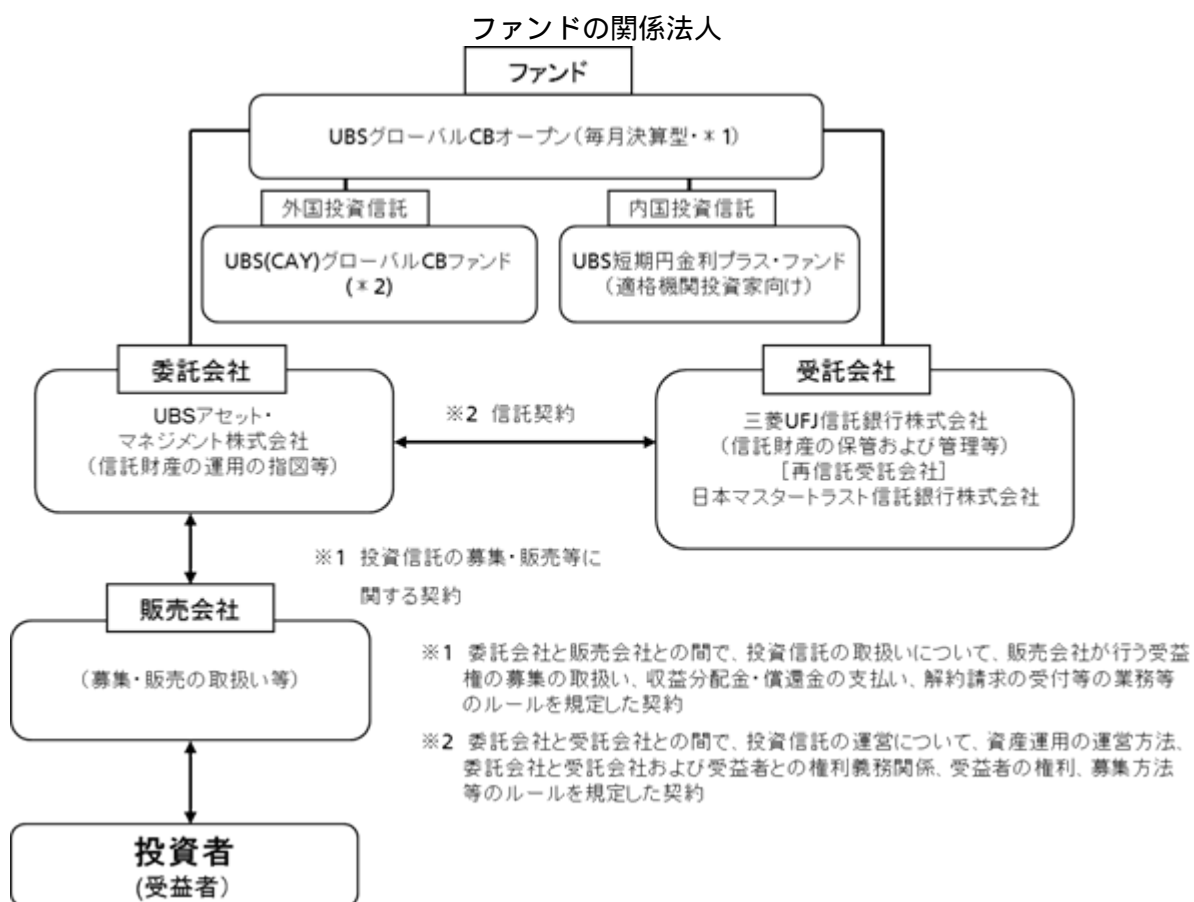 ファンドの関係法人
ファンド
UBSグローバルCBオープン(毎月決算型・*1)
外国投資信託
内国投資信託
UBS(CAY)グローバルCBファンド
(*2)
UBS短期円金利プラス・ファンド
(適格機関投資家向け)
委託会社
UBSアセット・
マネジメント株式会社
(信託財産の運用の指図等)
※2 信託契約
受託会社
三菱UFJ信託銀行株式会社
(信託財産の保管および管理等)
[再信託受託会社]
日本マスタートラスト信託銀行株式会社
※1 投資信託の募集・販売等に
関する契約
販売会社
(募集・販売の取扱い等)
※1 委託会社と販売会社との間で、投資信託の取扱いについて、販売会社が行う受益
権の募集の取扱い、収益分配金・償還金の支払い、解約請求の受付等の業務等
のルールを規定した契約
※2 委託会社と受託会社との間で、投資信託の運営について、資産運用の運営方法、
委託会社と受託会社および受益者との権利義務関係、受益者の権利、募集方法
等のルールを規定した契約
投資者
(受益者)